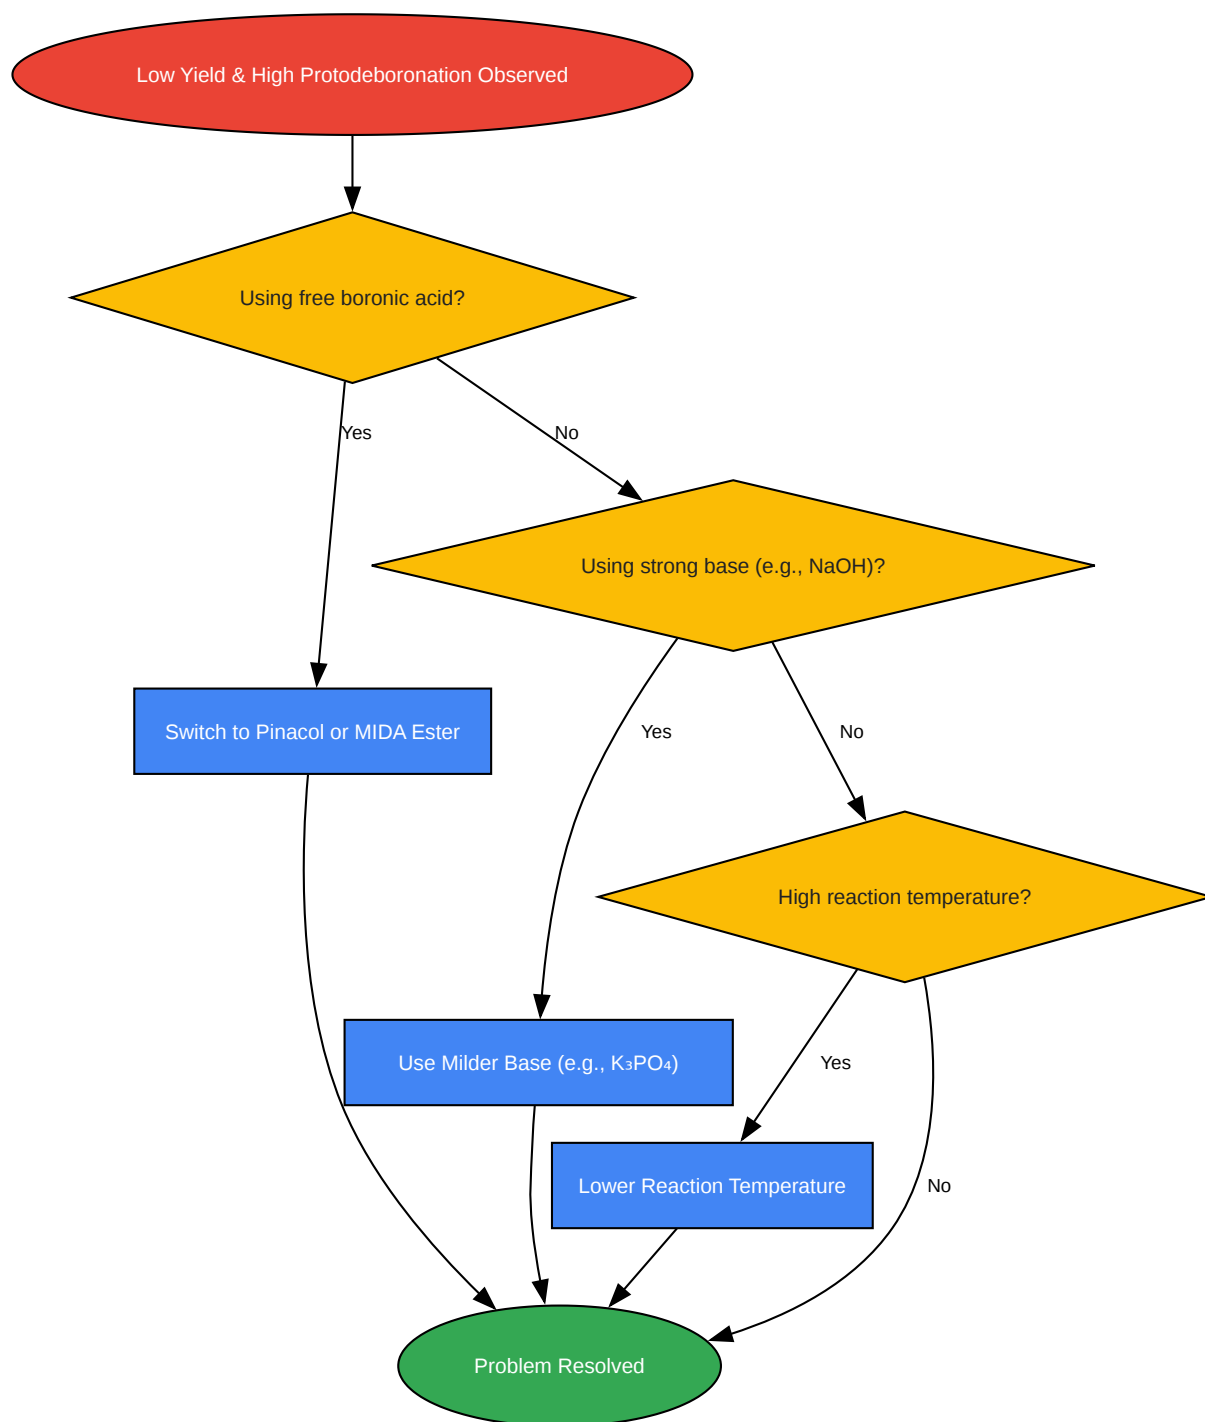 Low Yield & High Protodeboronation Observed
Using free boronic acid?
Yes
No
Using strong base (e.g., NaOH)?
Switch to Pinacol or MIDA Ester
Yes
No
High reaction temperature?
Use Milder Base (e.g., K₃PO₄)
Yes
Lower Reaction Temperature
No
Problem Resolved